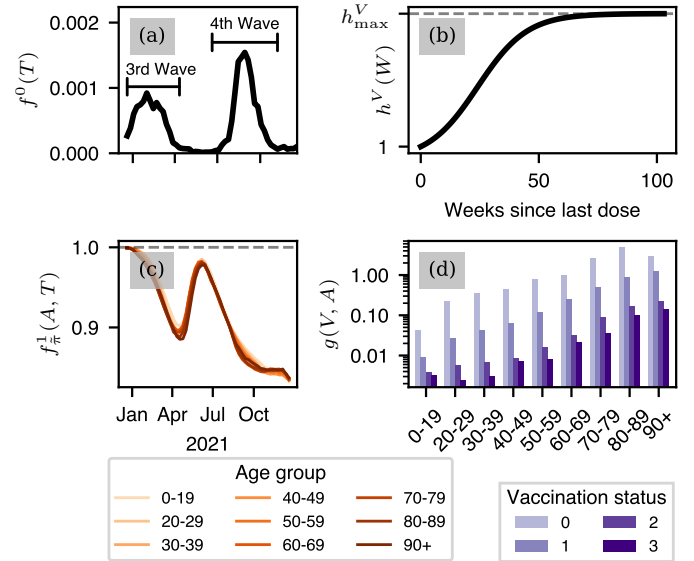 (a)
4th Wave
3rd Wave
0.002
0.001
0.000
f⁰(T)
(b)
h^V_max
1
h^V(W)
0 50 100
Weeks since last dose
(c)
1.0
0.9
f¹_π̃(A, T)
Jan Apr Jul Oct
2021
(d)
1.00
0.10
0.01
g(V, A)
0-19 20-29 30-39 40-49 50-59 60-69 70-79 80-89 90+
Age group
0-19 40-49 70-79
20-29 50-59 80-89
30-39 60-69 90+
Vaccination status
0 2
1 3